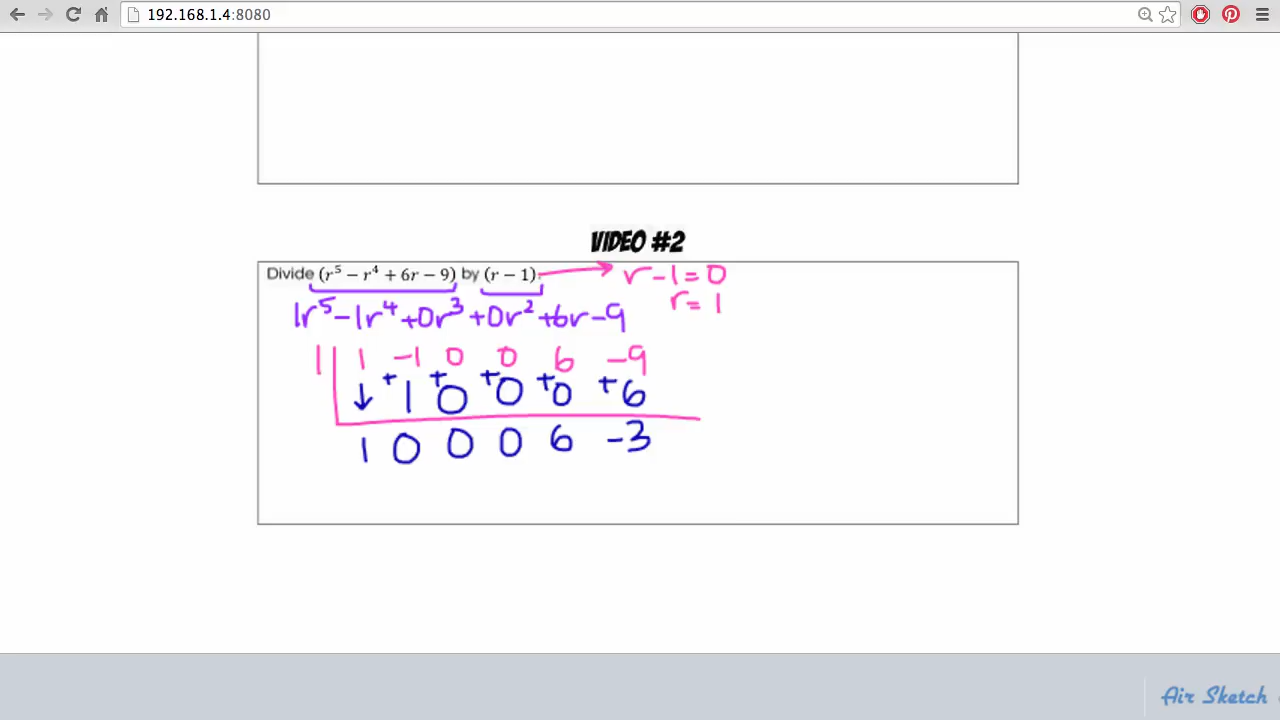 192.168.1.4:8080
VIDEO #2
Divide (r⁵ − r⁴ + 6r − 9) by (r − 1). r-1=0
r=1
1r⁵-1r⁴+0r³+0r²+6r-9
1 1 -1 0 0 6 -9
↓ +1 +0 +0 +0 +6
1 0 0 0 6 -3
Air Sketch